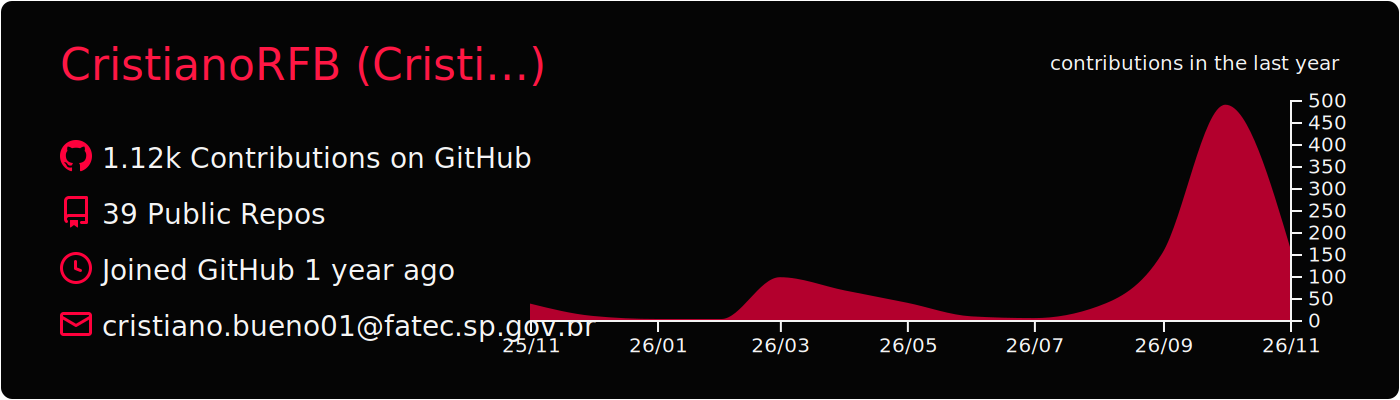 CristianoRFB (Cristi...)
contributions in the last year
1.12k Contributions on GitHub
39 Public Repos
Joined GitHub 1 year ago
cristiano.bueno01@fatec.sp.gov.br
500
450
400
350
300
250
200
150
100
50
0
25/11 26/01 26/03 26/05 26/07 26/09 26/11